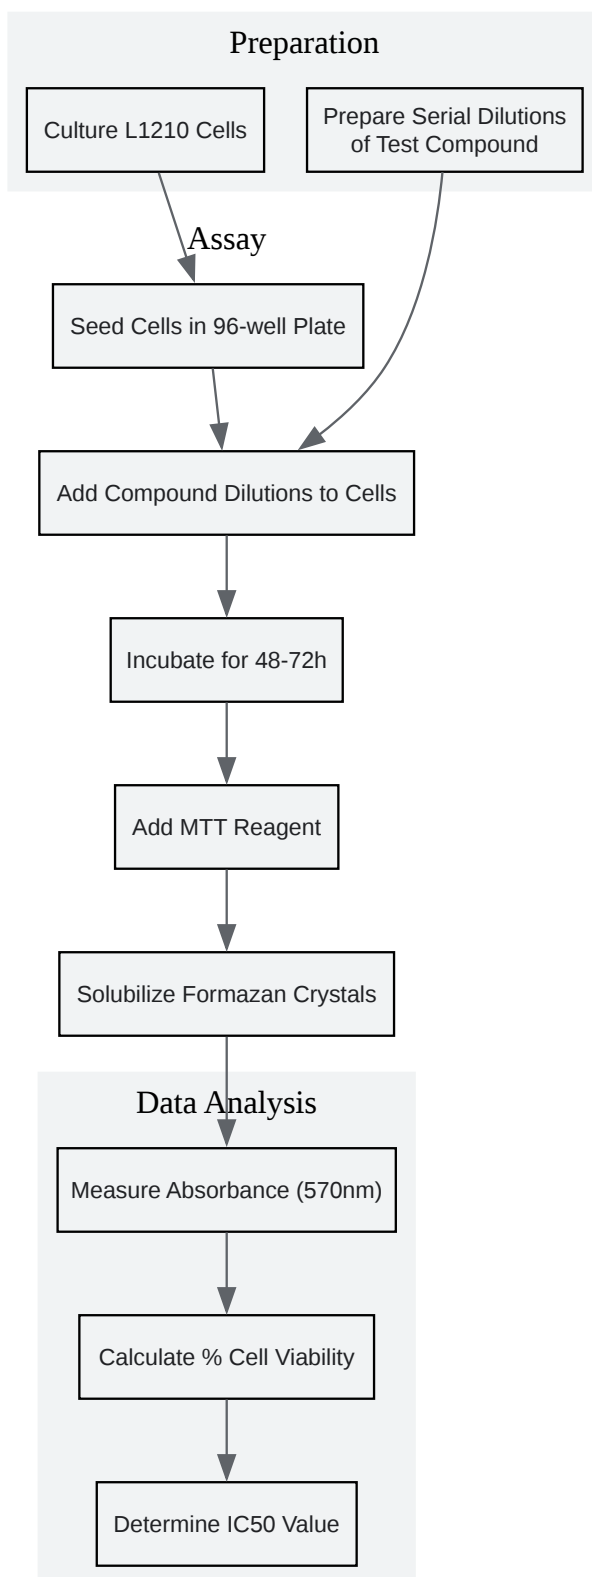 Preparation
Culture L1210 Cells
Prepare Serial Dilutions
of Test Compound
Assay
Seed Cells in 96-well Plate
Add Compound Dilutions to Cells
Incubate for 48-72h
Add MTT Reagent
Solubilize Formazan Crystals
Data Analysis
Measure Absorbance (570nm)
Calculate % Cell Viability
Determine IC50 Value